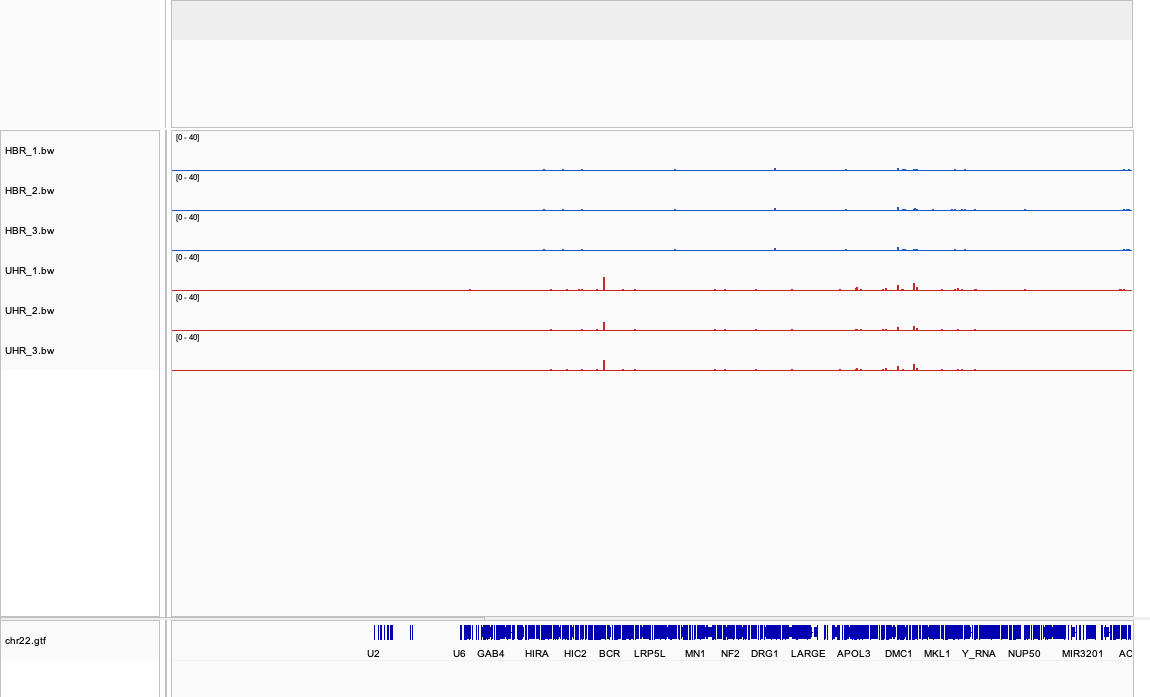 [0 - 40]
HBR_1.bw
[0 - 40]
HBR_2.bw
[0 - 40]
HBR_3.bw
[0 - 40]
UHR_1.bw
[0 - 40]
UHR_2.bw
[0 - 40]
UHR_3.bw
chr22.gtf
U2 U6 GAB4 HIRA HIC2 BCR LRP5L MN1 NF2 DRG1 LARGE APOL3 DMC1 MKL1 Y_RNA NUP50 MIR3201 AC